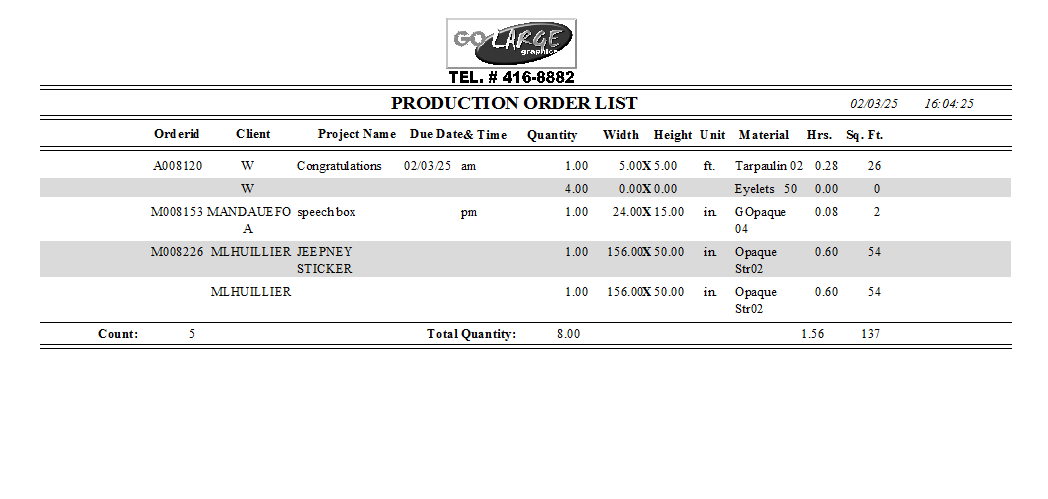 GO LARGE
graphics
TEL. # 416-8882
PRODUCTION ORDER LIST 02/03/25 16:04:25
Orderid Client Project Name Due Date& Time Quantity Width Height Unit Material Hrs. Sq. Ft.
A008120 W Congratulations 02/03/25 am 1.00 5.00X 5.00 ft. Tarpaulin 02 0.28 26
W 4.00 0.00X 0.00 Eyelets 50 0.00 0
M008153 MANDAUEFO speech box pm 1.00 24.00X 15.00 in. G Opaque 0.08 2
A 04
M008226 MLHUILLIER JEEPNEY 1.00 156.00X 50.00 in. Opaque 0.60 54
STICKER Str02
MLHUILLIER 1.00 156.00X 50.00 in. Opaque 0.60 54
Str02
Count: 5 Total Quantity: 8.00 1.56 137